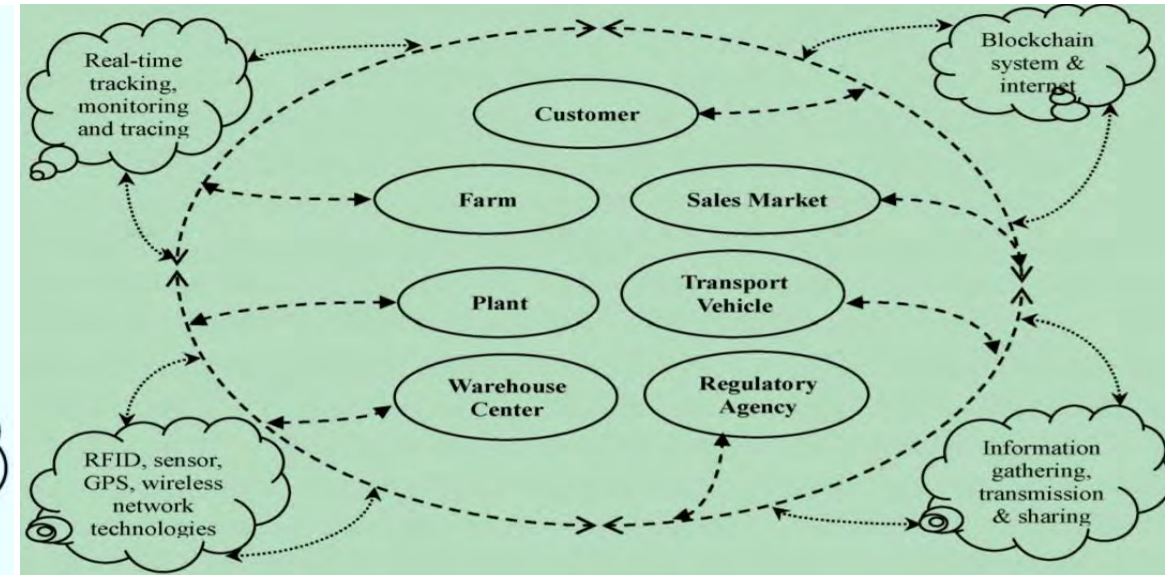 Real-time
tracking,
monitoring
and tracing
Blockchain
system &
internet
Customer
Farm
Sales Market
Plant
Transport
Vehicle
Warehouse
Center
Regulatory
Agency
RFID, sensor,
GPS, wireless
network
technologies
Information
gathering,
transmission
& sharing